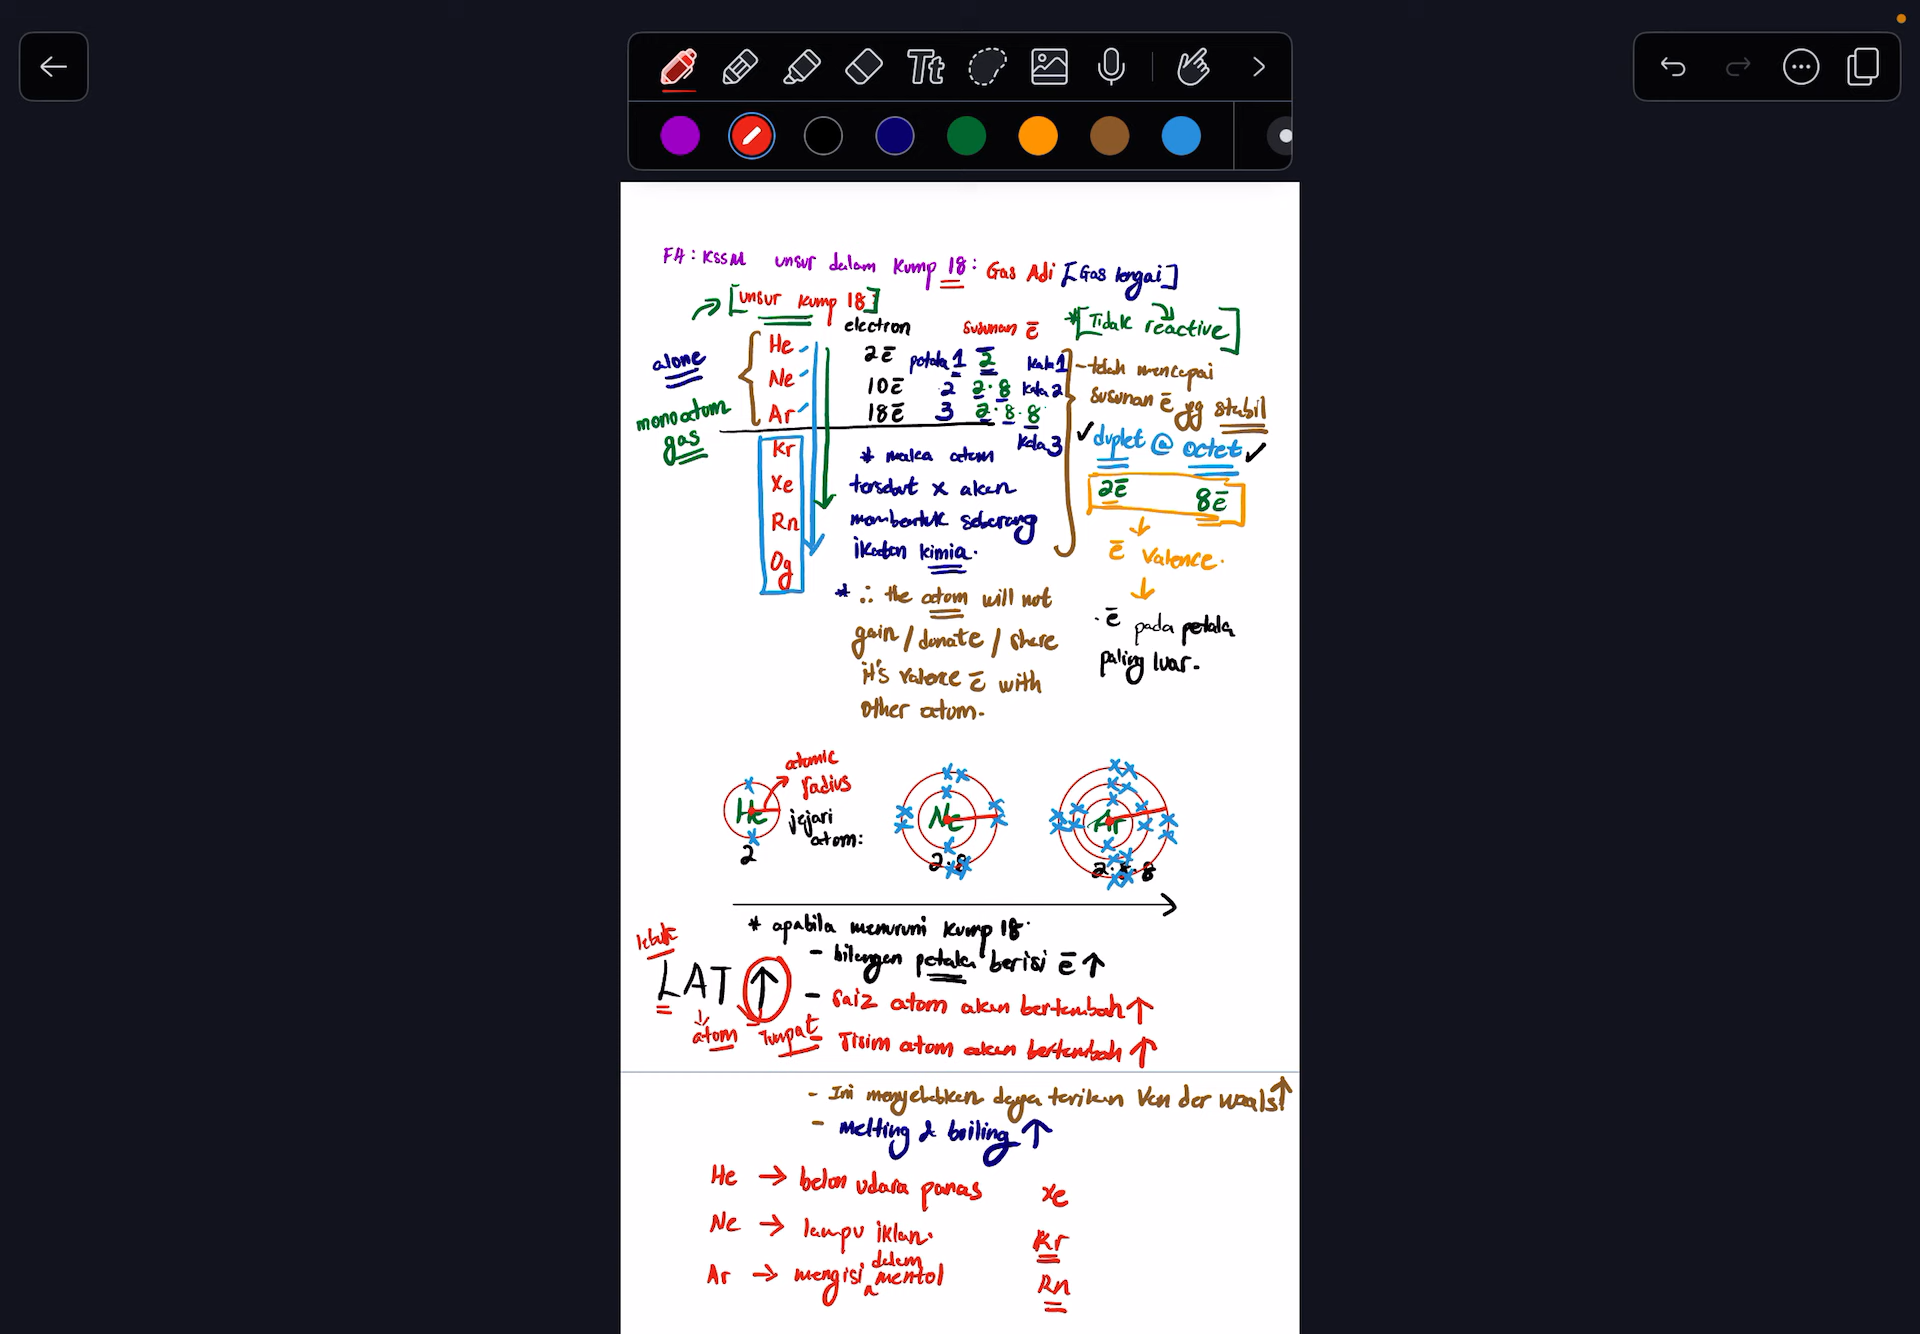 Tt
F4: KSSM unsur dalam Kump 18: Gas Adi [Gas lengai]
[unsur kump 18]
electron susunan ē *[Tidak reactive]
alone
monoatom
gas
He 2ē petala 1 2 kala 1
Ne 10ē 2 2·8 kala 2
Ar 18ē 3 2·8·8
kala 3
Kr
Xe
Rn
Og
- telah mencapai
susunan ē yg stabil
✓ duplet @ octet ✓
2ē 8ē
ē valence.
· ē pada petala
paling luar.
* maka atom
tersebut x akan
membentuk sebarang
ikatan kimia.
* ∴ the atom will not
gain / donate / share
it's valence ē with
other atom.
atomic
radius
He jejari
atom:
2
Ne
2·8
Ar
2·8·8
* apabila menuruni kump 18.
- bilangan petala berisi ē ↑
LAT ↑
atom
- saiz atom akan bertambah ↑
Jisim atom akan bertambah ↑
- Ini menyebabkan daya tarikan Van der waals ↑
- melting & boiling ↑
He → belon udara panas Xe
Ne → lampu iklan. Kr
Ar → mengisi dalam mentol Rn